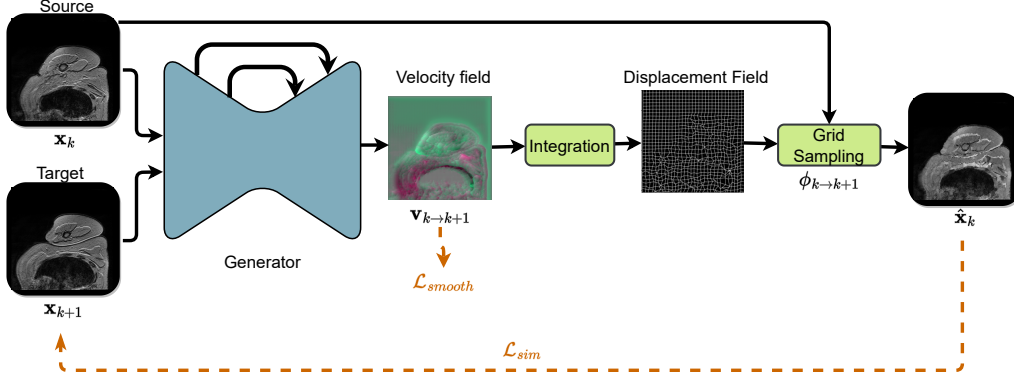 Source
x_k
Target
x_{k+1}
Generator
Velocity field
v_{k→k+1}
ℒ_{smooth}
Integration
Displacement Field
Grid
Sampling
ϕ_{k→k+1}
x̂_k
ℒ_{sim}